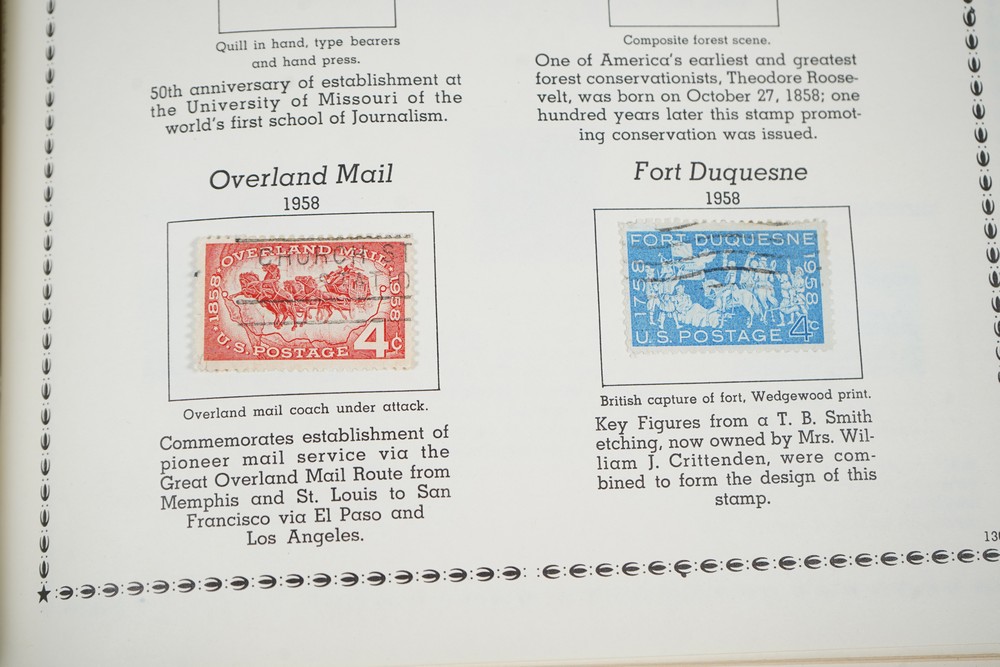 Quill in hand, type bearers
and hand press.
50th anniversary of establishment at
the University of Missouri of the
world's first school of Journalism.
Composite forest scene.
One of America's earliest and greatest
forest conservationists, Theodore Roose-
velt, was born on October 27, 1858; one
hundred years later this stamp promot-
ing conservation was issued.
Overland Mail
1958
·OVERLAND MAIL·
1858
1958
U.S. POSTAGE 4¢
CHURCH ST
Overland mail coach under attack.
Commemorates establishment of
pioneer mail service via the
Great Overland Mail Route from
Memphis and St. Louis to San
Francisco via El Paso and
Los Angeles.
Fort Duquesne
1958
FORT DUQUESNE
1758
1958
U.S. POSTAGE 4¢
British capture of fort, Wedgewood print.
Key Figures from a T. B. Smith
etching, now owned by Mrs. Wil-
liam J. Crittenden, were com-
bined to form the design of this
stamp.